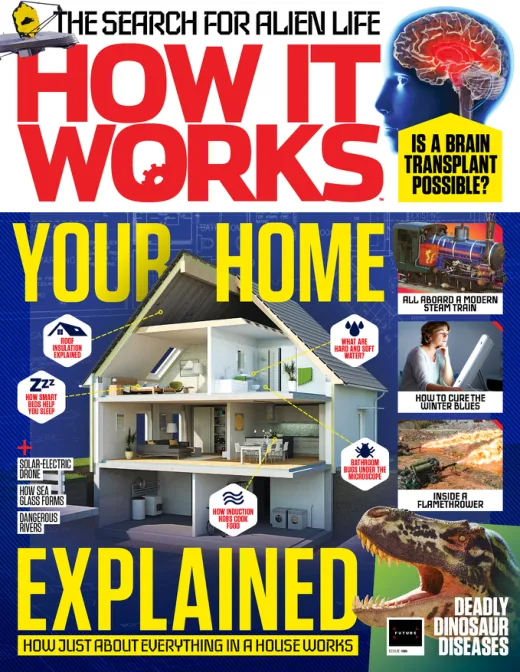 THE SEARCH FOR ALIEN LIFE
HOW IT
WORKS
IS A BRAIN
TRANSPLANT
POSSIBLE?
YOUR HOME
ALL ABOARD A MODERN
STEAM TRAIN
ROOF
INSULATION
EXPLAINED
WHAT ARE
HARD AND SOFT
WATER?
ZZZ
HOW SMART
BEDS HELP
YOU SLEEP
HOW TO CURE THE
WINTER BLUES
+
SOLAR-ELECTRIC
DRONE
HOW SEA
GLASS FORMS
DANGEROUS
RIVERS
BATHROOM
BUGS UNDER THE
MICROSCOPE
HOW INDUCTION
HOBS COOK
FOOD
INSIDE A
FLAMETHROWER
EXPLAINED
HOW JUST ABOUT EVERYTHING IN A HOUSE WORKS
FUTURE
ISSUE
DEADLY
DINOSAUR
DISEASES